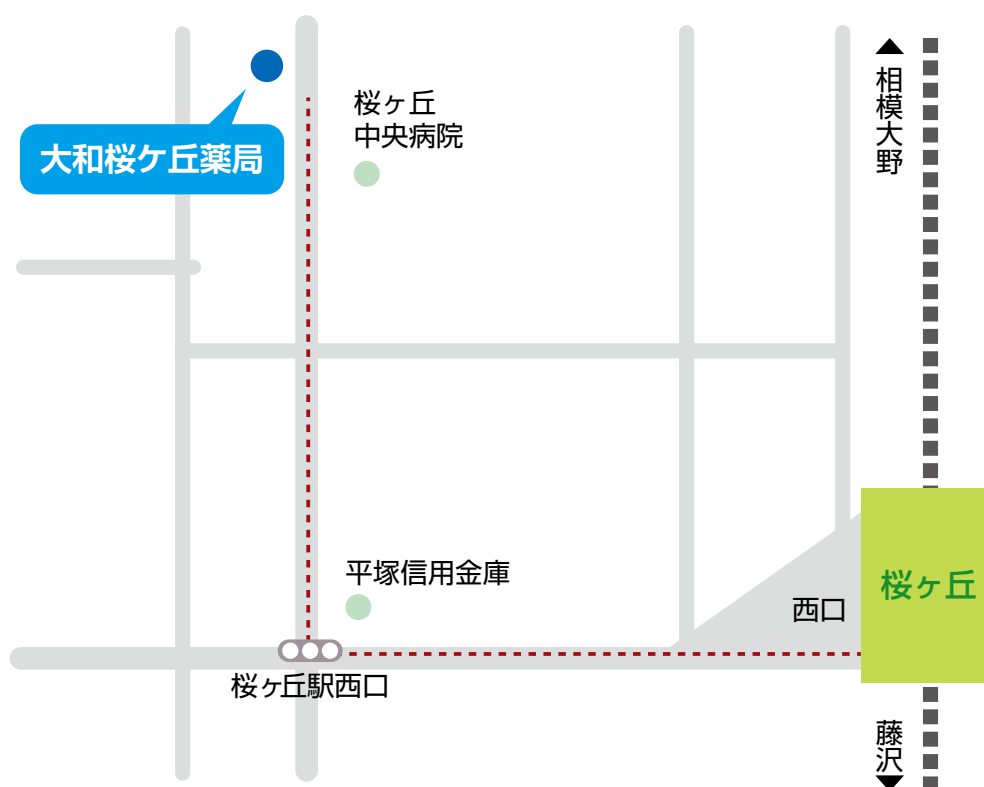 桜ヶ丘
中央病院
大和桜ケ丘薬局
▲相模大野
平塚信用金庫
西口
桜ヶ丘
桜ヶ丘駅西口
藤沢▼